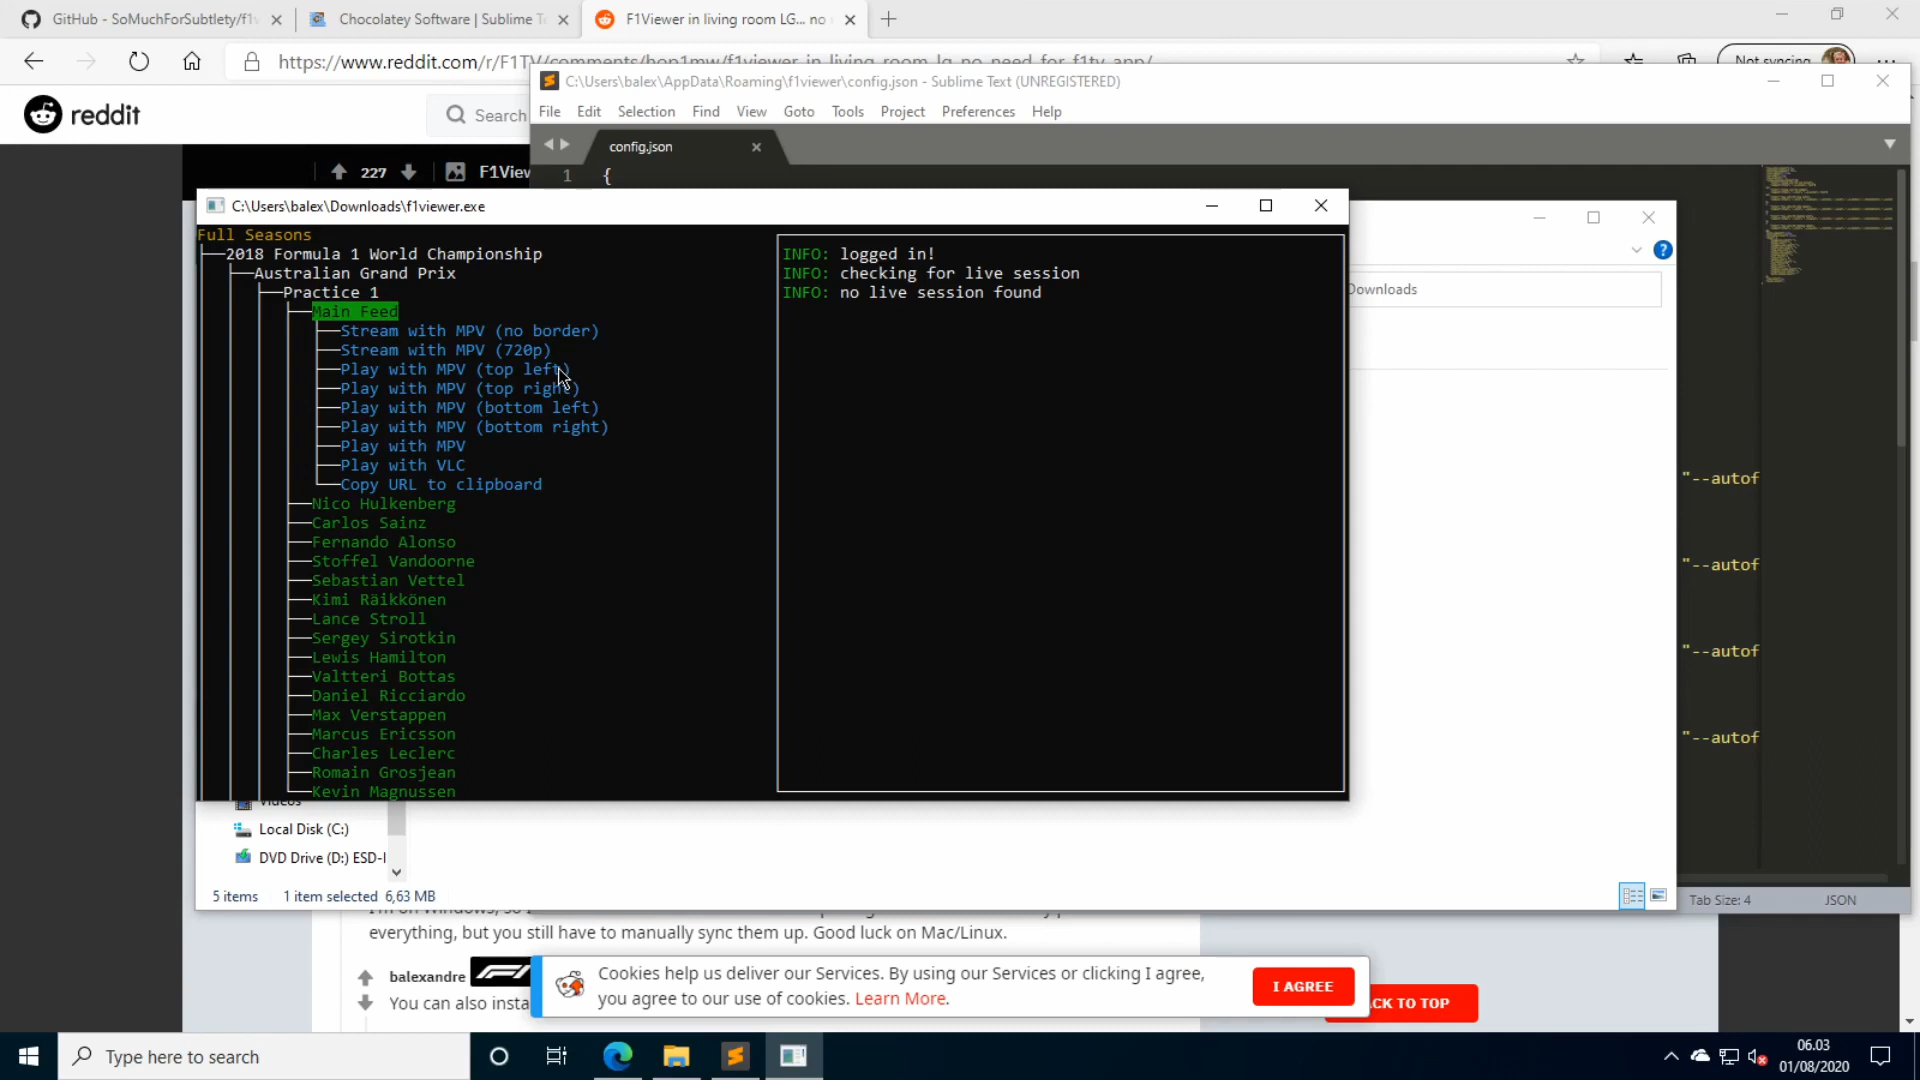 GitHub - SoMuchForSubtlety/f1v
Chocolatey Software | Sublime Te
F1Viewer in living room LG... no
https://www.reddit.com/r/F1TV/comments/hop1mw/f1viewer_in_living_room_lg_no_need_for_f1tv_app/
Not syncing
C:\Users\balex\AppData\Roaming\f1viewer\config.json - Sublime Text (UNREGISTERED)
reddit
Search
File Edit Selection Find View Goto Tools Project Preferences Help
config.json
227
F1View
1 {
C:\Users\balex\Downloads\f1viewer.exe
Full Seasons
2018 Formula 1 World Championship
Australian Grand Prix
Practice 1
Main Feed
Stream with MPV (no border)
Stream with MPV (720p)
Play with MPV (top left)
Play with MPV (top right)
Play with MPV (bottom left)
Play with MPV (bottom right)
Play with MPV
Play with VLC
Copy URL to clipboard
Nico Hulkenberg
Carlos Sainz
Fernando Alonso
Stoffel Vandoorne
Sebastian Vettel
Kimi Räikkönen
Lance Stroll
Sergey Sirotkin
Lewis Hamilton
Valtteri Bottas
Daniel Ricciardo
Max Verstappen
Marcus Ericsson
Charles Leclerc
Romain Grosjean
Kevin Magnussen
INFO: logged in!
INFO: checking for live session
INFO: no live session found
Downloads
"--autof
"--autof
"--autof
"--autof
Videos
Local Disk (C:)
DVD Drive (D:) ESD-I
5 items 1 item selected 6,63 MB
Tab Size: 4 JSON
everything, but you still have to manually sync them up. Good luck on Mac/Linux.
balexandre
You can also insta
Cookies help us deliver our Services. By using our Services or clicking I agree,
you agree to our use of cookies. Learn More.
I AGREE
CK TO TOP
Type here to search
06.03
01/08/2020